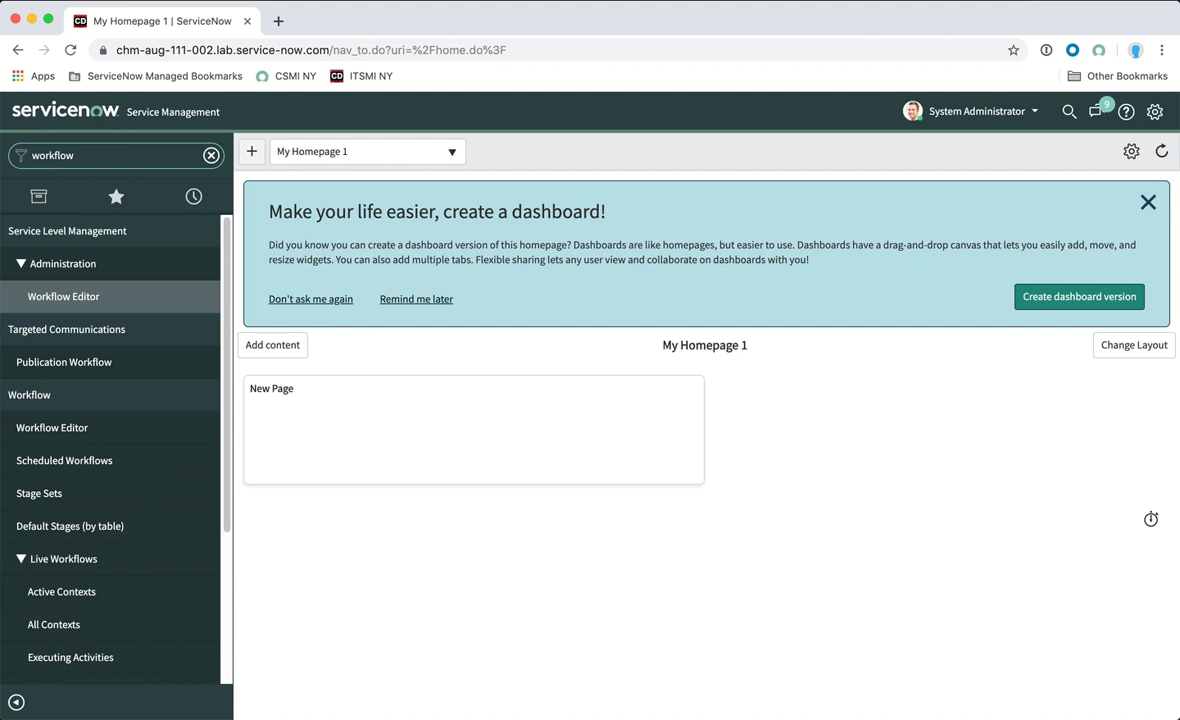 CD My Homepage 1 | ServiceNow
chm-aug-111-002.lab.service-now.com/nav_to.do?uri=%2Fhome.do%3F
Apps ServiceNow Managed Bookmarks CSMI NY CD ITSMI NY Other Bookmarks
servicenow Service Management System Administrator 9
workflow
My Homepage 1
Service Level Management
Administration
Workflow Editor
Targeted Communications
Publication Workflow
Workflow
Workflow Editor
Scheduled Workflows
Stage Sets
Default Stages (by table)
Live Workflows
Active Contexts
All Contexts
Executing Activities
Make your life easier, create a dashboard!
Did you know you can create a dashboard version of this homepage? Dashboards are like homepages, but easier to use. Dashboards have a drag-and-drop canvas that lets you easily add, move, and
resize widgets. You can also add multiple tabs. Flexible sharing lets any user view and collaborate on dashboards with you!
Don't ask me again Remind me later Create dashboard version
Add content My Homepage 1 Change Layout
New Page